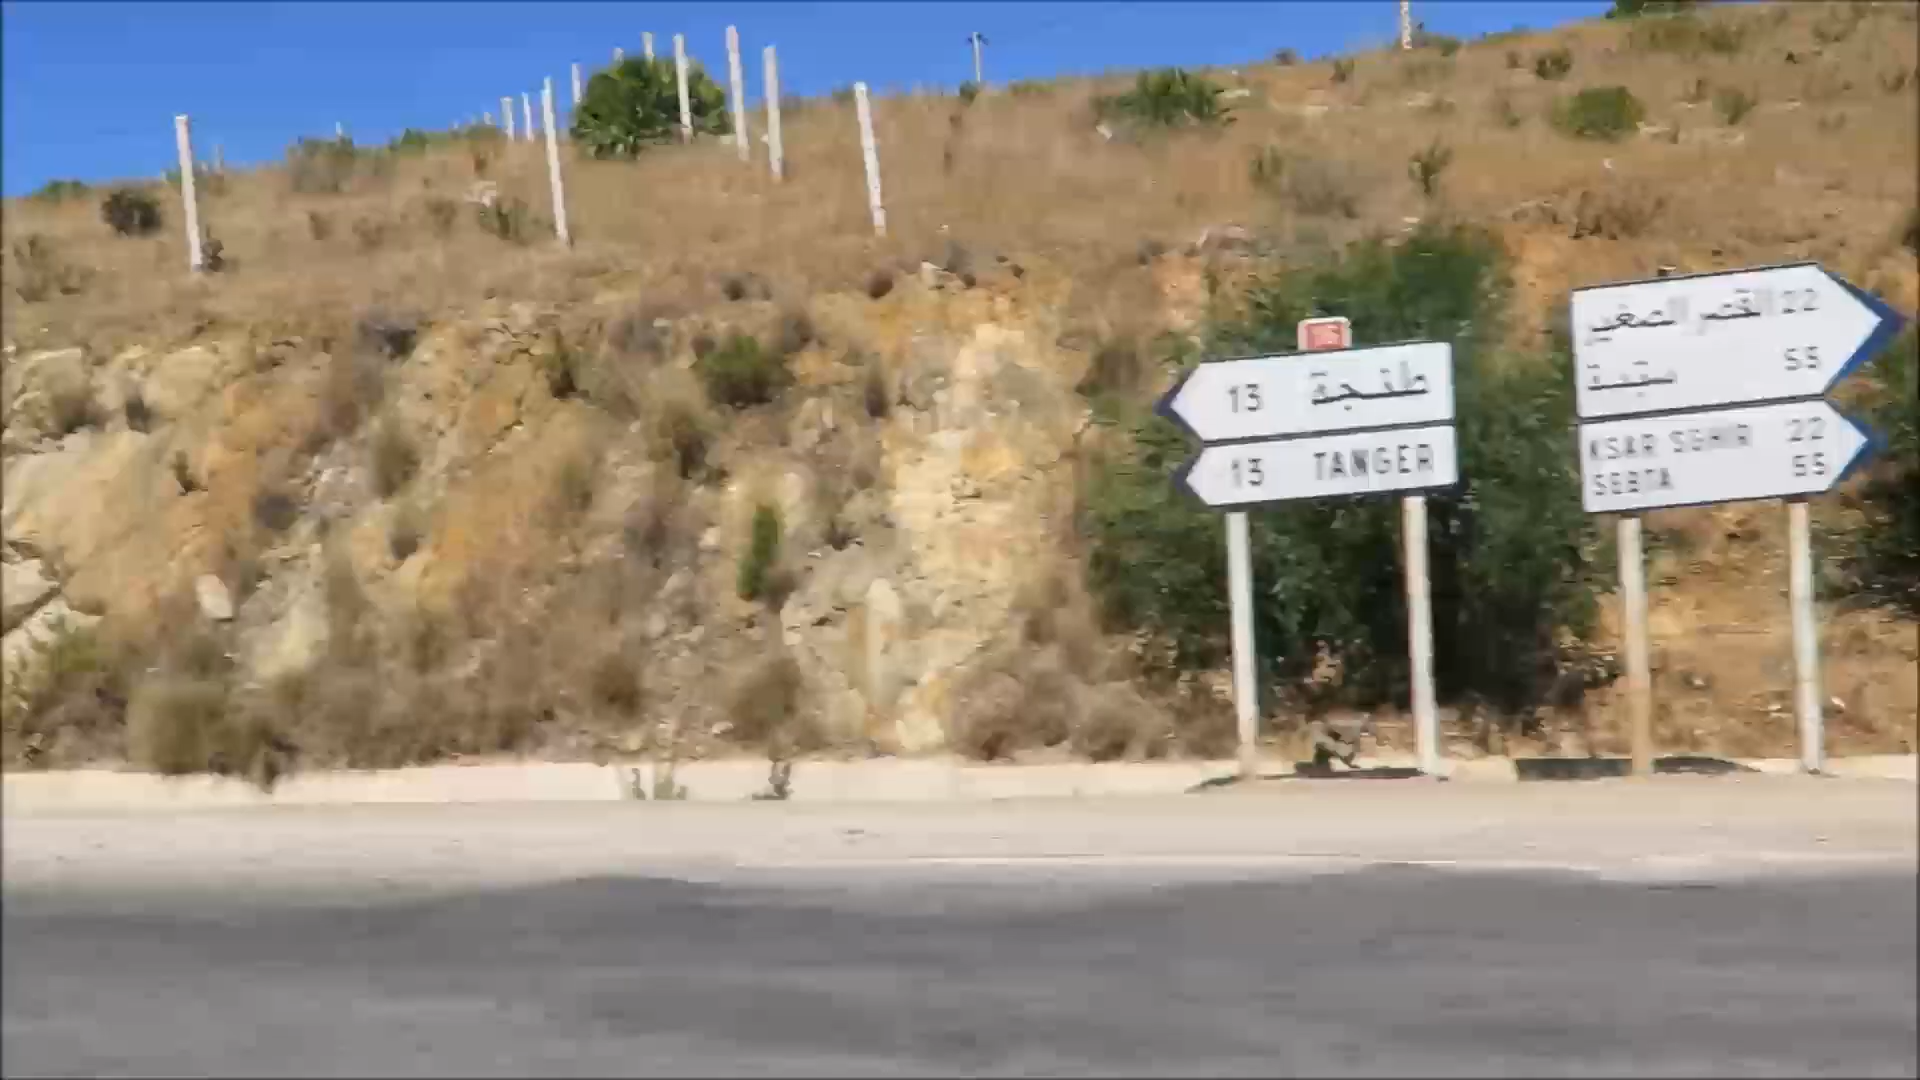 13 طنجة
13 TANGER
القصر الصغير 22
سبتة 55
KSAR SGHIR 22
SEBTA 55